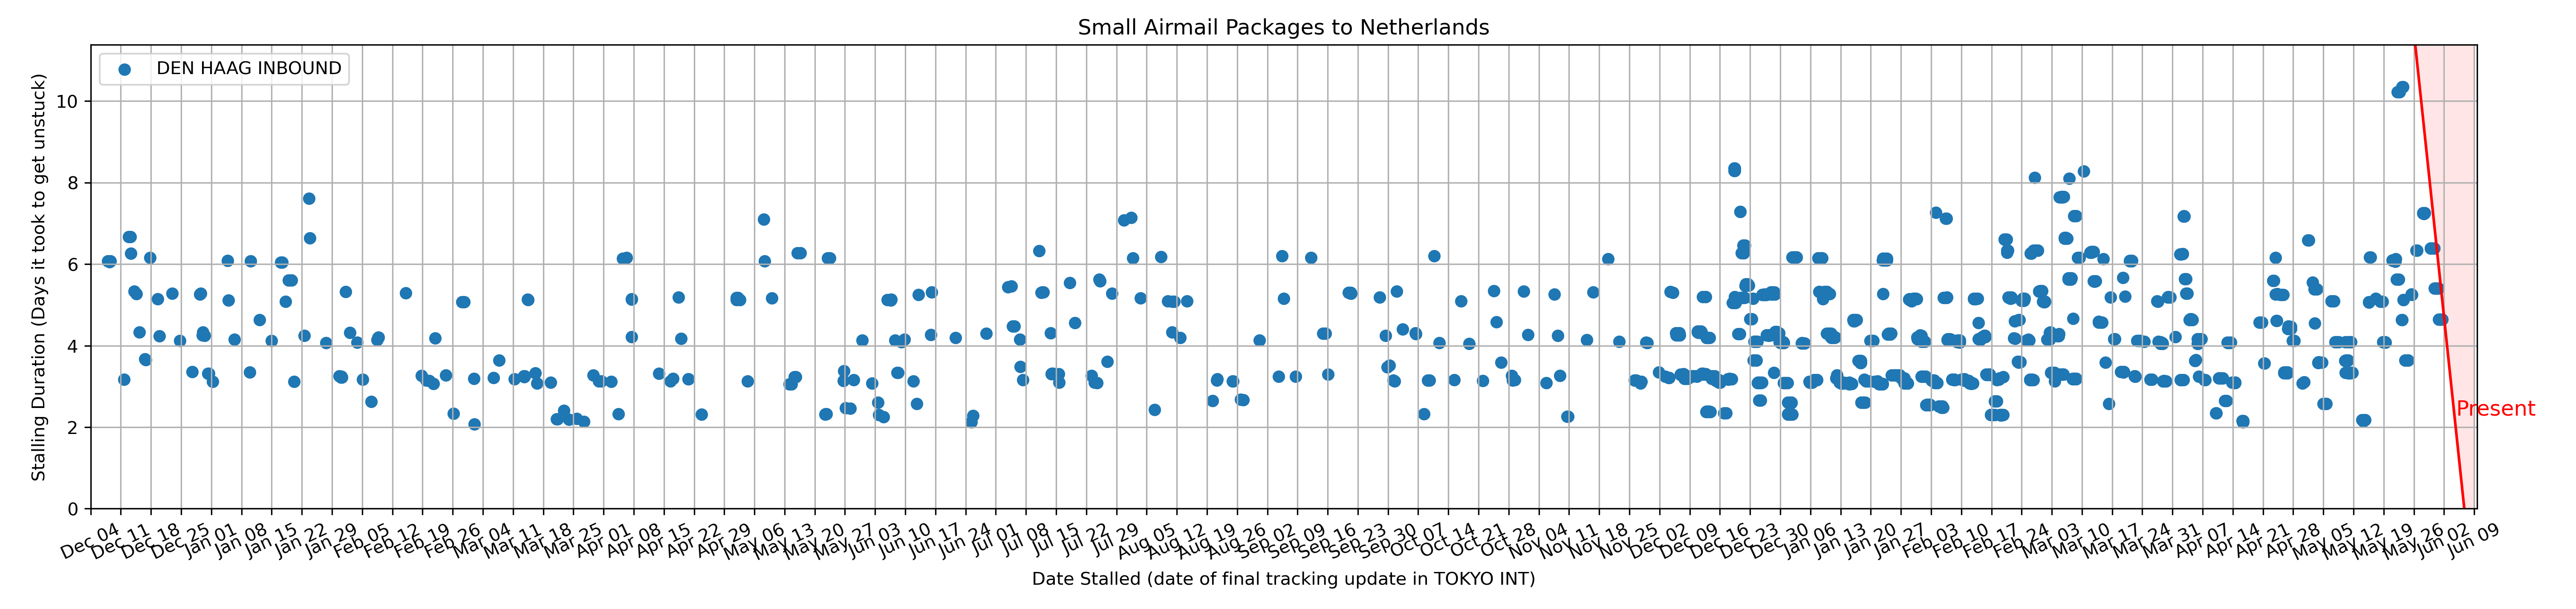 Small Airmail Packages to Netherlands
DEN HAAG INBOUND
Stalling Duration (Days it took to get unstuck)
10
8
6
4
2
0
Present
Dec 04
Dec 11
Dec 18
Dec 25
Jan 01
Jan 08
Jan 15
Jan 22
Jan 29
Feb 05
Feb 12
Feb 19
Feb 26
Mar 04
Mar 11
Mar 18
Mar 25
Apr 01
Apr 08
Apr 15
Apr 22
Apr 29
May 06
May 13
May 20
May 27
Jun 03
Jun 10
Jun 17
Jun 24
Jul 01
Jul 08
Jul 15
Jul 22
Jul 29
Aug 05
Aug 12
Aug 19
Aug 26
Sep 02
Sep 09
Sep 16
Sep 23
Sep 30
Oct 07
Oct 14
Oct 21
Oct 28
Nov 04
Nov 11
Nov 18
Nov 25
Dec 02
Dec 09
Dec 16
Dec 23
Dec 30
Jan 06
Jan 13
Jan 20
Jan 27
Feb 03
Feb 10
Feb 17
Feb 24
Mar 03
Mar 10
Mar 17
Mar 24
Mar 31
Apr 07
Apr 14
Apr 21
Apr 28
May 05
May 12
May 19
May 26
Jun 02
Jun 09
Date Stalled (date of final tracking update in TOKYO INT)